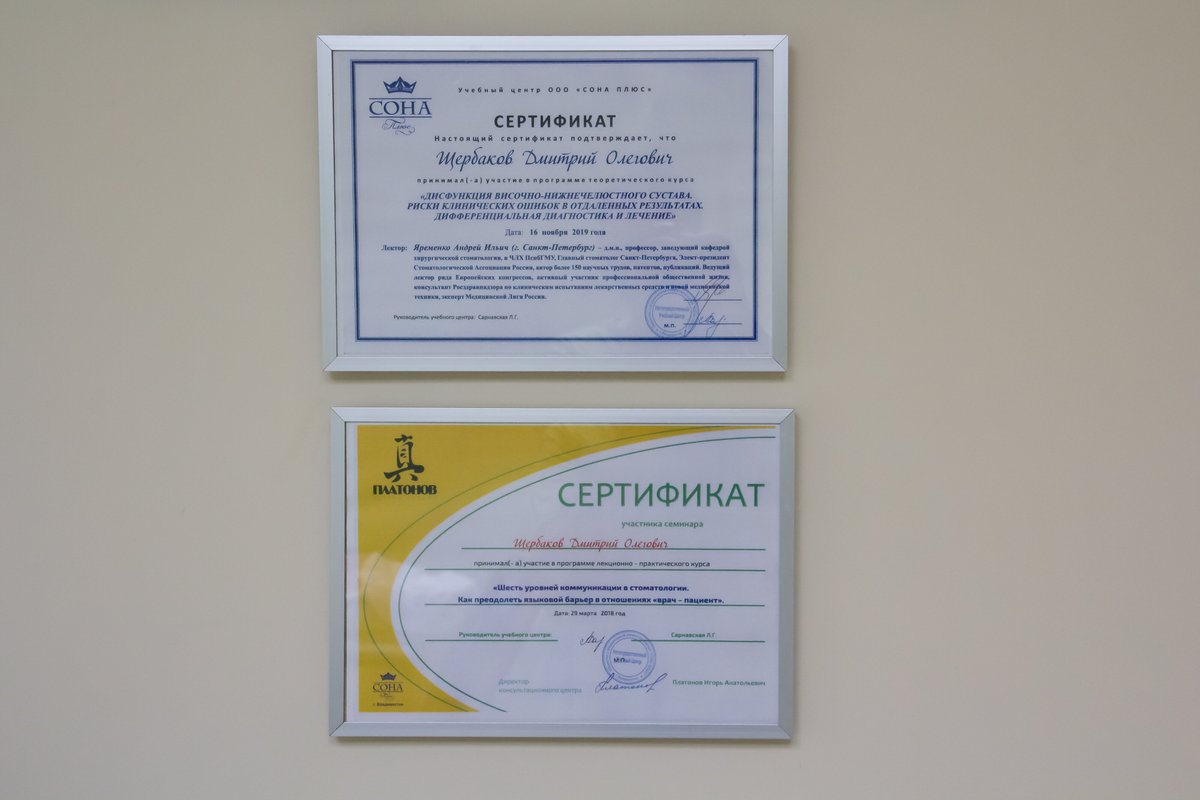 СОНА
Плюс
Учебный центр ООО «СОНА ПЛЮС»
СЕРТИФИКАТ
Настоящий сертификат подтверждает, что
Щербаков Дмитрий Олегович
принимал(-а) участие в программе теоретического курса
«ДИСФУНКЦИЯ ВИСОЧНО-НИЖНЕЧЕЛЮСТНОГО СУСТАВА.
РИСКИ КЛИНИЧЕСКИХ ОШИБОК В ОТДАЛЕННЫХ РЕЗУЛЬТАТАХ.
ДИФФЕРЕНЦИАЛЬНАЯ ДИАГНОСТИКА И ЛЕЧЕНИЕ»
Дата: 16 ноября 2019 года
Лектор: Яременко Андрей Ильич (г. Санкт-Петербург) – д.м.н., профессор, заведующий кафедрой
хирургической стоматологии, и ЧЛХ ПспбГМУ, Главный стоматолог Санкт-Петербурга, Элект-президент
Стоматологической Ассоциации России, автор более 150 научных трудов, патентов, публикаций. Ведущий
лектор ряда Европейских конгрессов, активный участник профессиональной общественной жизни,
консультант Росздравнадзора по клиническим испытаниям лекарственных средств и новой медицинской
техники, эксперт Медицинской Лиги России.
Руководитель учебного центра: Сарнавская Л.Г.
М.П.
真
ПЛАТОНОВ
СЕРТИФИКАТ
участника семинара
Щербаков Дмитрий Олегович
принимал(- а) участие в программе лекционно - практического курса
«Шесть уровней коммуникации в стоматологии.
Как преодолеть языковой барьер в отношениях «врач – пациент».
Дата: 29 марта 2018 год
Руководитель учебного центра: Сарнавская Л.Г.
М.П.
Директор
консультационного центра Платонов Игорь Анатольевич
СОНА
г. Владивосток